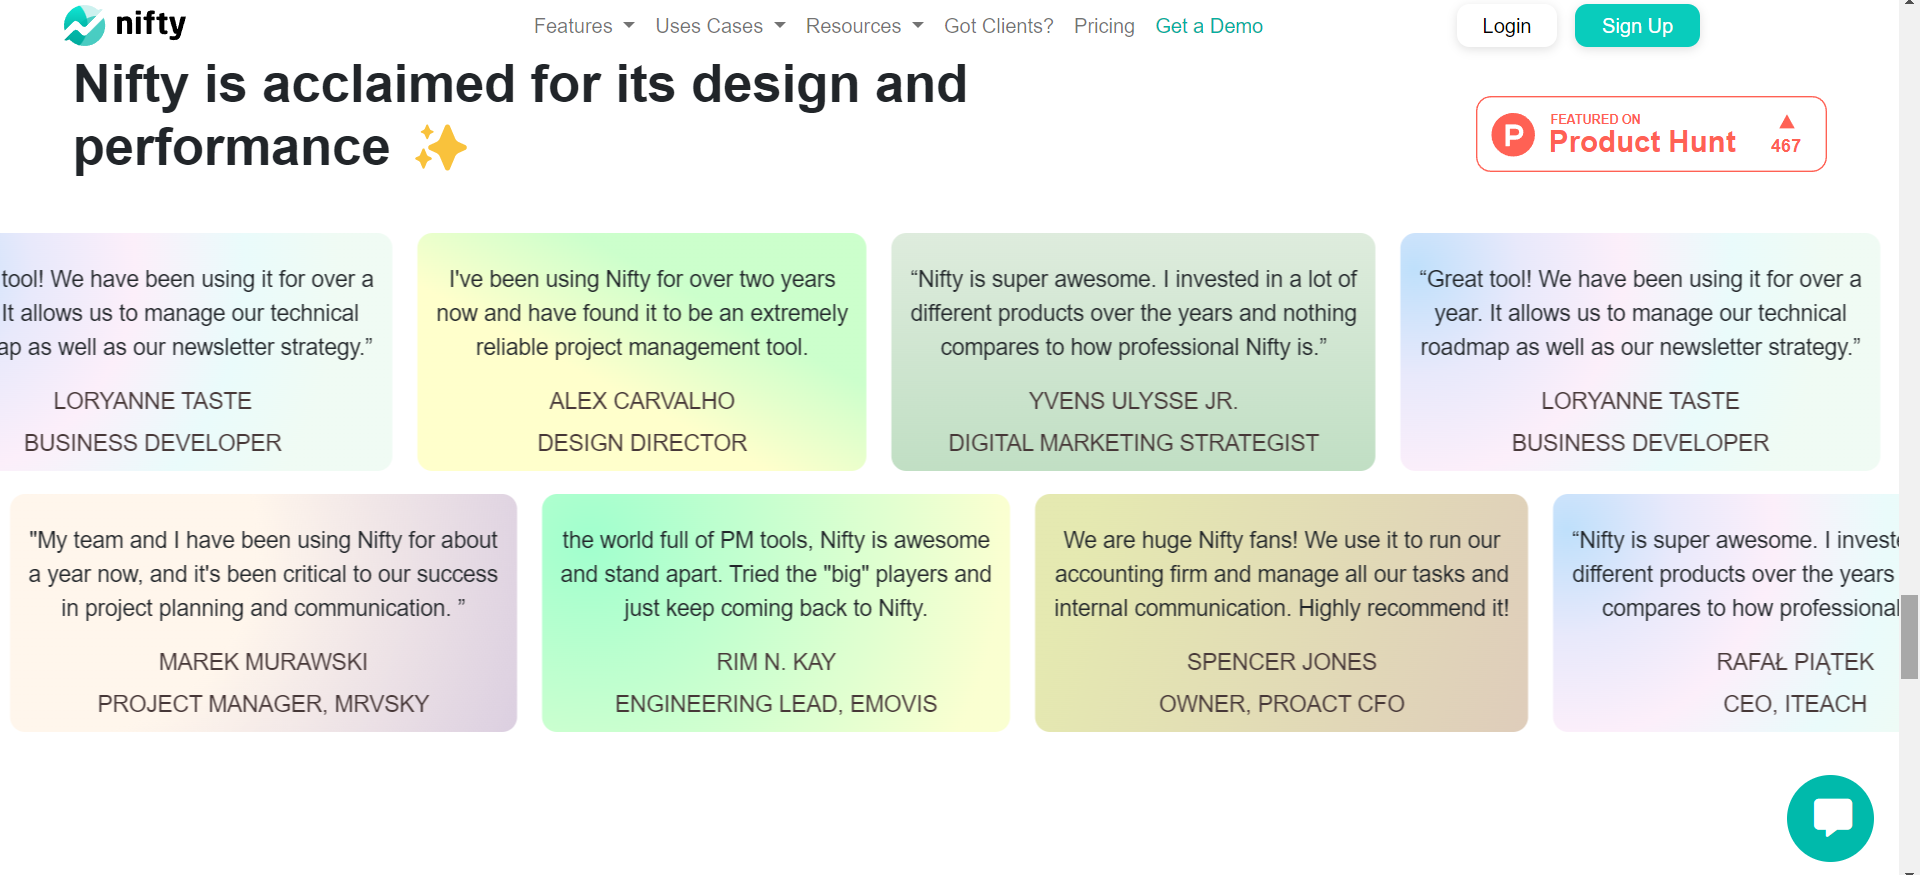 nifty
Features
Uses Cases
Resources
Got Clients?
Pricing
Get a Demo
Login
Sign Up
Nifty is acclaimed for its design and
performance ✨
P
FEATURED ON
Product Hunt
▲
467
tool! We have been using it for over a
It allows us to manage our technical
as well as our newsletter strategy.”
LORYANNE TASTE
BUSINESS DEVELOPER
I've been using Nifty for over two years
now and have found it to be an extremely
reliable project management tool.
ALEX CARVALHO
DESIGN DIRECTOR
“Nifty is super awesome. I invested in a lot of
different products over the years and nothing
compares to how professional Nifty is.”
YVENS ULYSSE JR.
DIGITAL MARKETING STRATEGIST
“Great tool! We have been using it for over a
year. It allows us to manage our technical
roadmap as well as our newsletter strategy.”
LORYANNE TASTE
BUSINESS DEVELOPER
"My team and I have been using Nifty for about
a year now, and it's been critical to our success
in project planning and communication. ”
MAREK MURAWSKI
PROJECT MANAGER, MRVSKY
the world full of PM tools, Nifty is awesome
and stand apart. Tried the "big" players and
just keep coming back to Nifty.
RIM N. KAY
ENGINEERING LEAD, EMOVIS
We are huge Nifty fans! We use it to run our
accounting firm and manage all our tasks and
internal communication. Highly recommend it!
SPENCER JONES
OWNER, PROACT CFO
“Nifty is super awesome. I
different products over the years
compares to how professional
RAFAŁ PIĄTEK
CEO, ITEACH